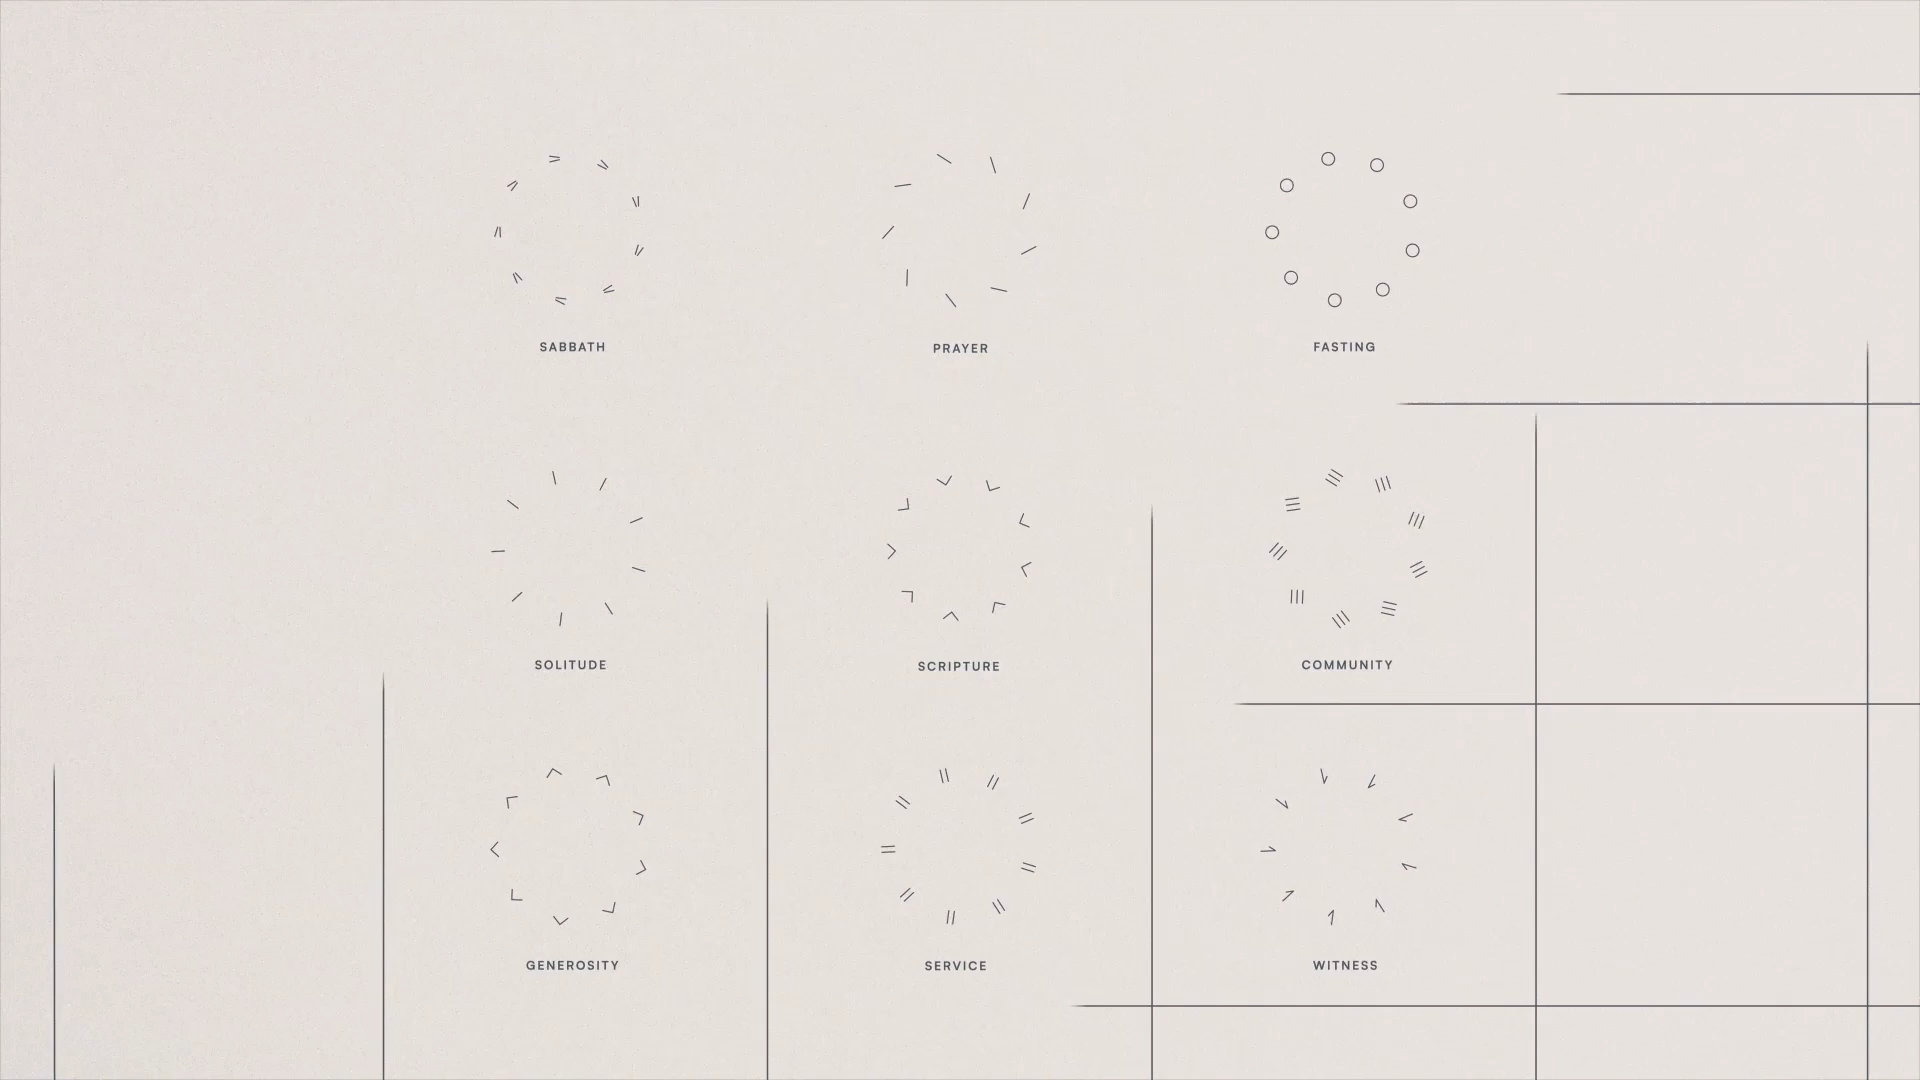 SABBATH
PRAYER
FASTING
SOLITUDE
SCRIPTURE
COMMUNITY
GENEROSITY
SERVICE
WITNESS